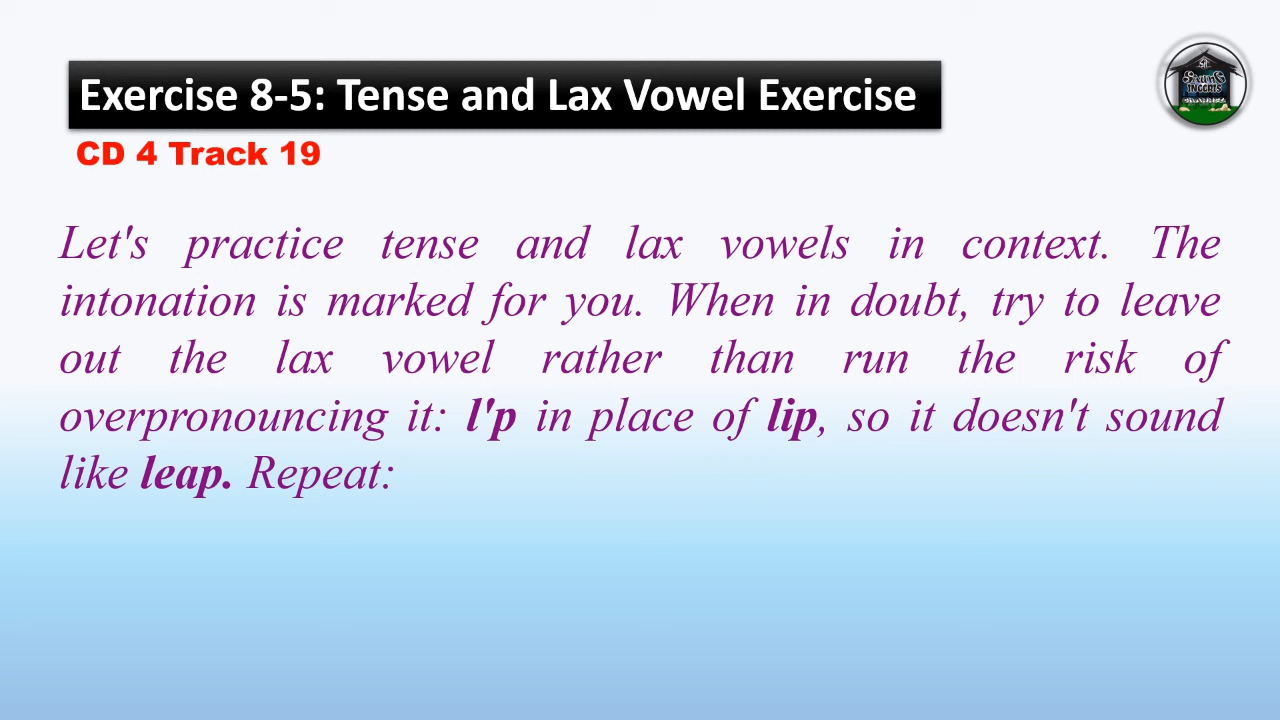 Exercise 8-5: Tense and Lax Vowel Exercise
CD 4 Track 19
Let's practice tense and lax vowels in context. The
intonation is marked for you. When in doubt, try to leave
out the lax vowel rather than run the risk of
overpronouncing it: l'p in place of lip, so it doesn't sound
like leap. Repeat:
INGGRIS